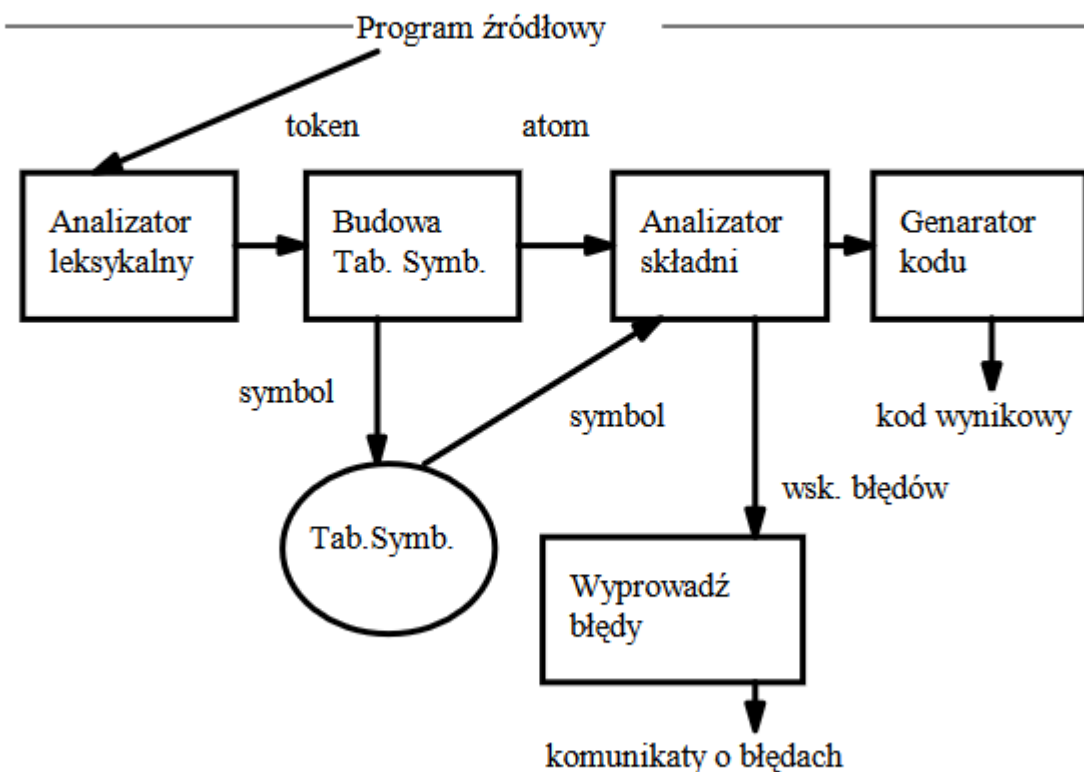 Program źródłowy
token
atom
Analizator
leksykalny
Budowa
Tab. Symb.
Analizator
składni
Genarator
kodu
symbol
symbol
kod wynikowy
wsk. błędów
Tab.Symb.
Wyprowadź
błędy
komunikaty o błędach